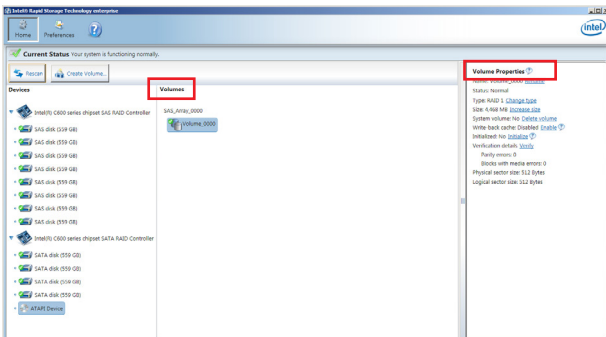 Intel® Rapid Storage Technology enterprise
Home
Preferences
intel
Current Status Your system is functioning normally.
Rescan
Create Volume...
Devices
Intel(R) C600 series chipset SAS RAID Controller
SAS disk (559 GB)
SAS disk (559 GB)
SAS disk (559 GB)
SAS disk (559 GB)
SAS disk (559 GB)
SAS disk (559 GB)
SAS disk (559 GB)
SAS disk (559 GB)
Intel(R) C600 series chipset SATA RAID Controller
SATA disk (559 GB)
SATA disk (559 GB)
SATA disk (559 GB)
SATA disk (559 GB)
ATAPI Device
Volumes
SAS_Array_0000
Volume_0000
Volume Properties
Name: Volume_0000 Rename
Status: Normal
Type: RAID 1 Change type
Size: 4,468 MB Increase size
System volume: No Delete volume
Write-back cache: Disabled Enable
Initialized: No Initialize
Verification details Verify
Parity errors: 0
Blocks with media errors: 0
Physical sector size: 512 Bytes
Logical sector size: 512 Bytes